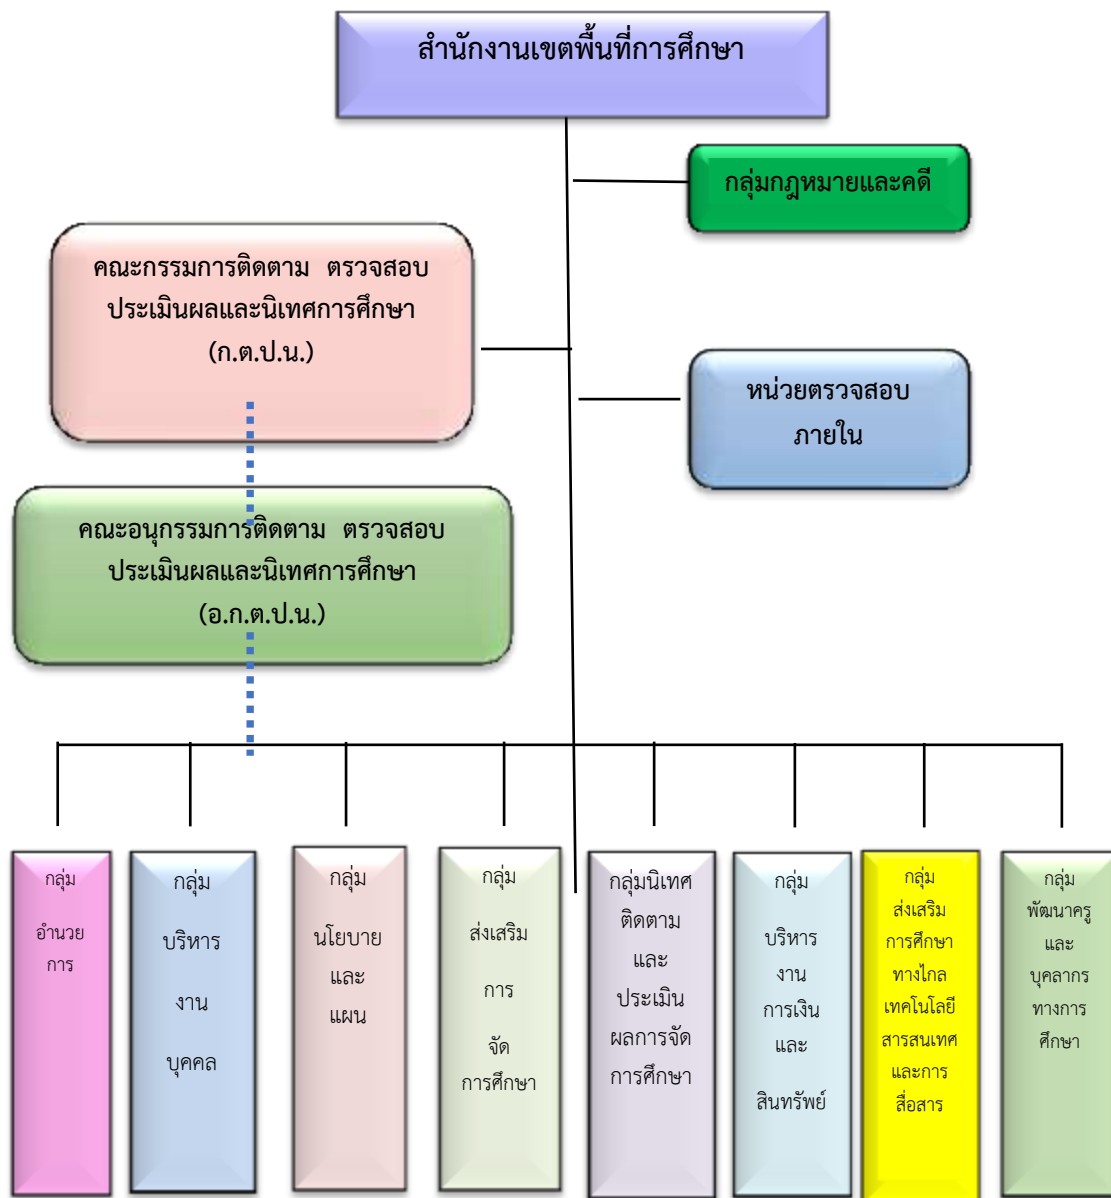 สำนักงานเขตพื้นที่การศึกษา
กลุ่มกฎหมายและคดี
คณะกรรมการติดตาม ตรวจสอบ
ประเมินผลและนิเทศการศึกษา
(ก.ต.ป.น.)
หน่วยตรวจสอบ
ภายใน
คณะอนุกรรมการติดตาม ตรวจสอบ
ประเมินผลและนิเทศการศึกษา
(อ.ก.ต.ป.น.)
กลุ่ม
อำนวย
การ
กลุ่ม
บริหาร
งาน
บุคคล
กลุ่ม
นโยบาย
และ
แผน
กลุ่ม
ส่งเสริม
การ
จัด
การศึกษา
กลุ่มนิเทศ
ติดตาม
และ
ประเมิน
ผลการจัด
การศึกษา
กลุ่ม
บริหาร
งาน
การเงิน
และ
สินทรัพย์
กลุ่ม
ส่งเสริม
การศึกษา
ทางไกล
เทคโนโลยี
สารสนเทศ
และการ
สื่อสาร
กลุ่ม
พัฒนาครู
และ
บุคลากร
ทางการ
ศึกษา